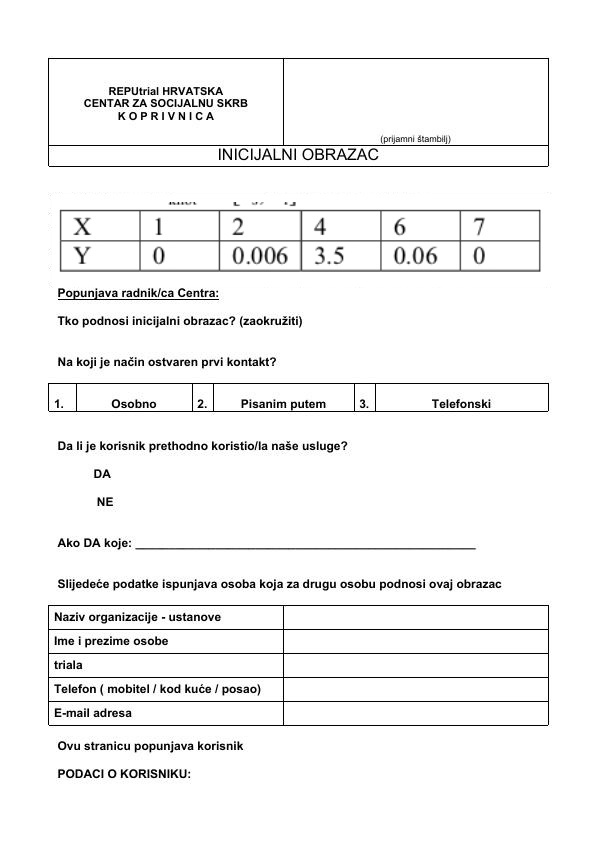 REPUtrial HRVATSKA
CENTAR ZA SOCIJALNU SKRB
K O P R I V N I C A
(prijamni štambilj)
INICIJALNI OBRAZAC
X 1 2 4 6 7
Y 0 0.006 3.5 0.06 0
Popunjava radnik/ca Centra:
Tko podnosi inicijalni obrazac? (zaokružiti)
Na koji je način ostvaren prvi kontakt?
1. Osobno 2. Pisanim putem 3. Telefonski
Da li je korisnik prethodno koristio/la naše usluge?
DA
NE
Ako DA koje: ____________________________________________________
Slijedeće podatke ispunjava osoba koja za drugu osobu podnosi ovaj obrazac
Naziv organizacije - ustanove
Ime i prezime osobe
triala
Telefon ( mobitel / kod kuće / posao)
E-mail adresa
Ovu stranicu popunjava korisnik
PODACI O KORISNIKU: